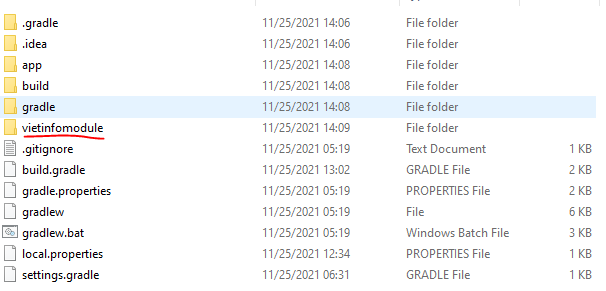 .gradle 11/25/2021 14:06 File folder
.idea 11/25/2021 14:06 File folder
app 11/25/2021 14:08 File folder
build 11/25/2021 14:08 File folder
gradle 11/25/2021 14:08 File folder
vietinfomodule 11/25/2021 14:09 File folder
.gitignore 11/25/2021 05:19 Text Document 1 KB
build.gradle 11/25/2021 13:02 GRADLE File 2 KB
gradle.properties 11/25/2021 05:19 PROPERTIES File 2 KB
gradlew 11/25/2021 05:19 File 6 KB
gradlew.bat 11/25/2021 05:19 Windows Batch File 3 KB
local.properties 11/25/2021 12:34 PROPERTIES File 1 KB
settings.gradle 11/25/2021 06:31 GRADLE File 1 KB